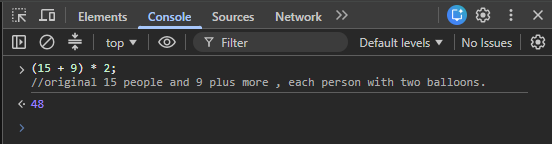 Elements Console Sources Network
top Filter Default levels No Issues
(15 + 9) * 2;
//original 15 people and 9 plus more , each person with two balloons.
48